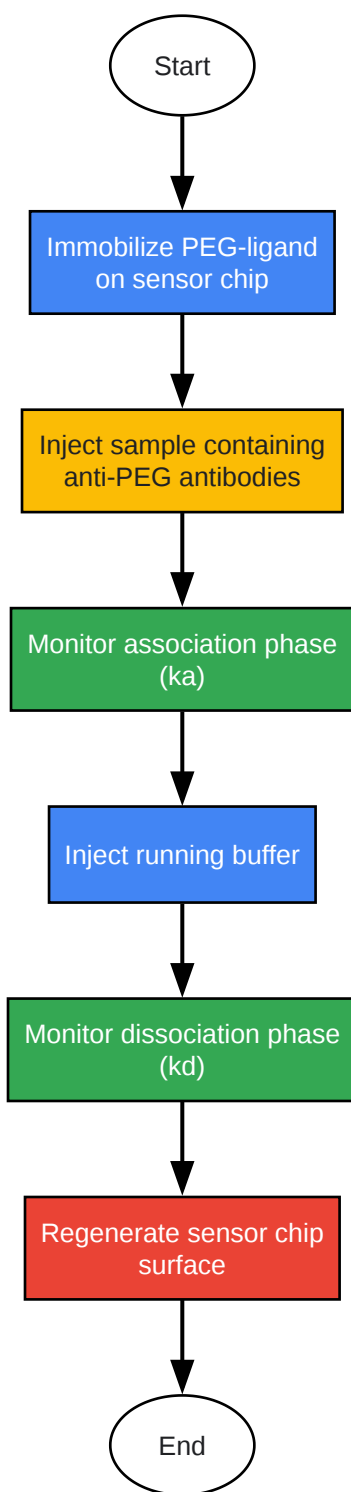 Start
Immobilize PEG-ligand
on sensor chip
Inject sample containing
anti-PEG antibodies
Monitor association phase
(ka)
Inject running buffer
Monitor dissociation phase
(kd)
Regenerate sensor chip
surface
End